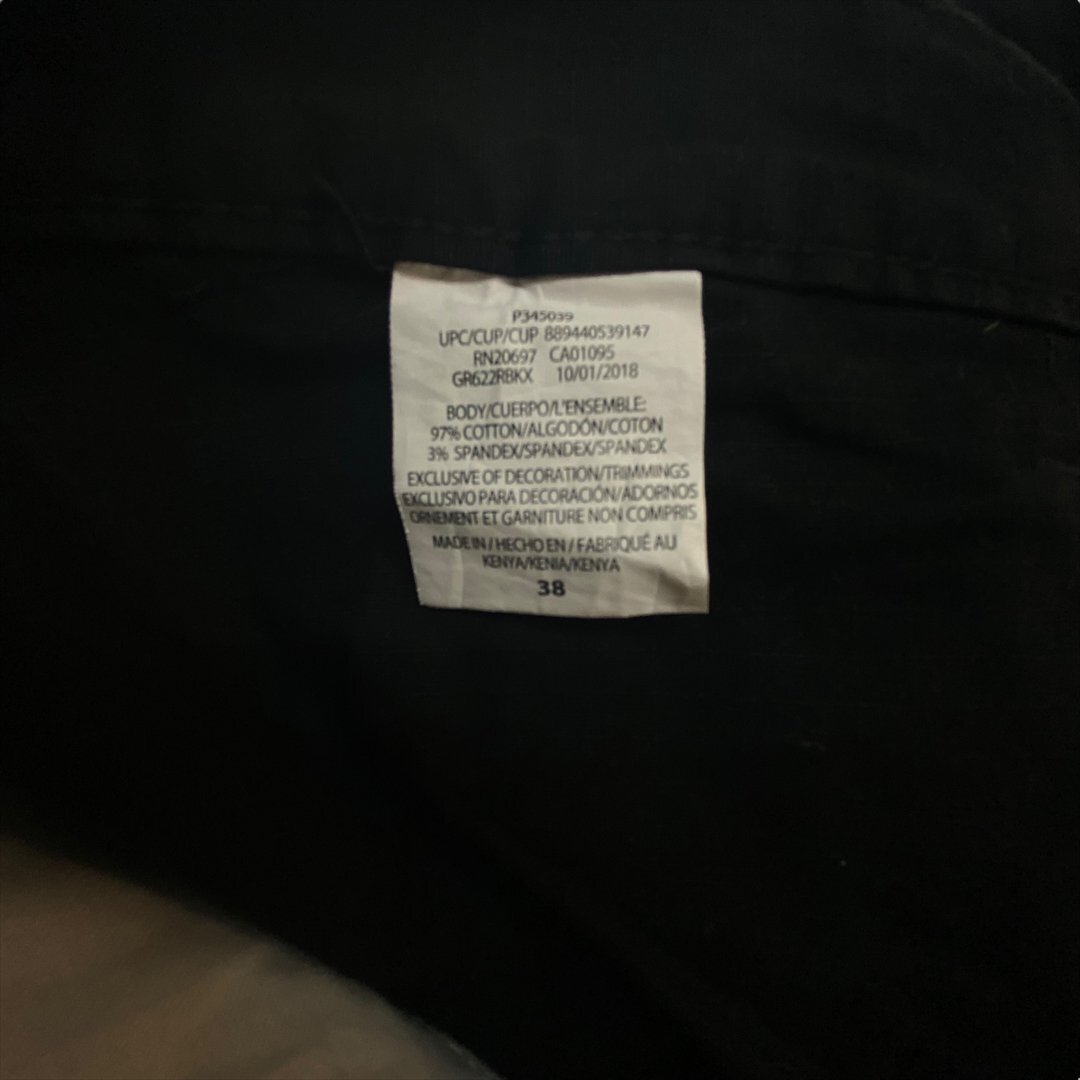 P345039
UPC/CUP/CUP 889440539147
RN20697 CA01095
GR622RBKX 10/01/2018
BODY/CUERPO/L'ENSEMBLE:
97% COTTON/ALGODÓN/COTON
3% SPANDEX/SPANDEX/SPANDEX
EXCLUSIVE OF DECORATION/TRIMMINGS
EXCLUSIVO PARA DECORACIÓN/ADORNOS
ORNEMENT ET GARNITURE NON COMPRIS
MADE IN / HECHO EN / FABRIQUÉ AU
KENYA/KENIA/KENYA
38